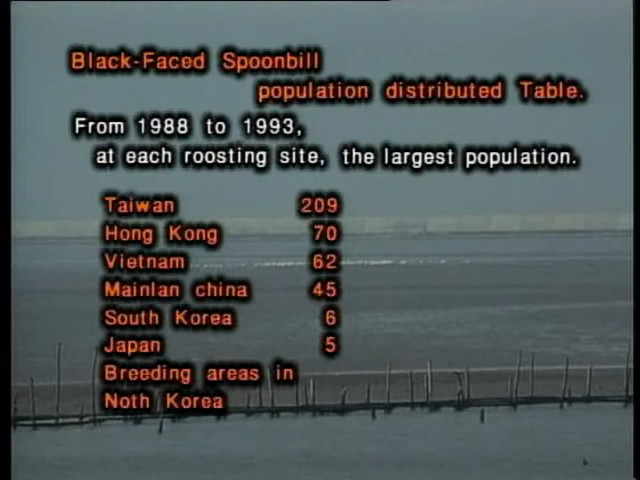 Black-Faced Spoonbill
population distributed Table.
From 1988 to 1993,
at each roosting site, the largest population.
Taiwan 209
Hong Kong 70
Vietnam 62
Mainlan china 45
South Korea 6
Japan 5
Breeding areas in
Noth Korea